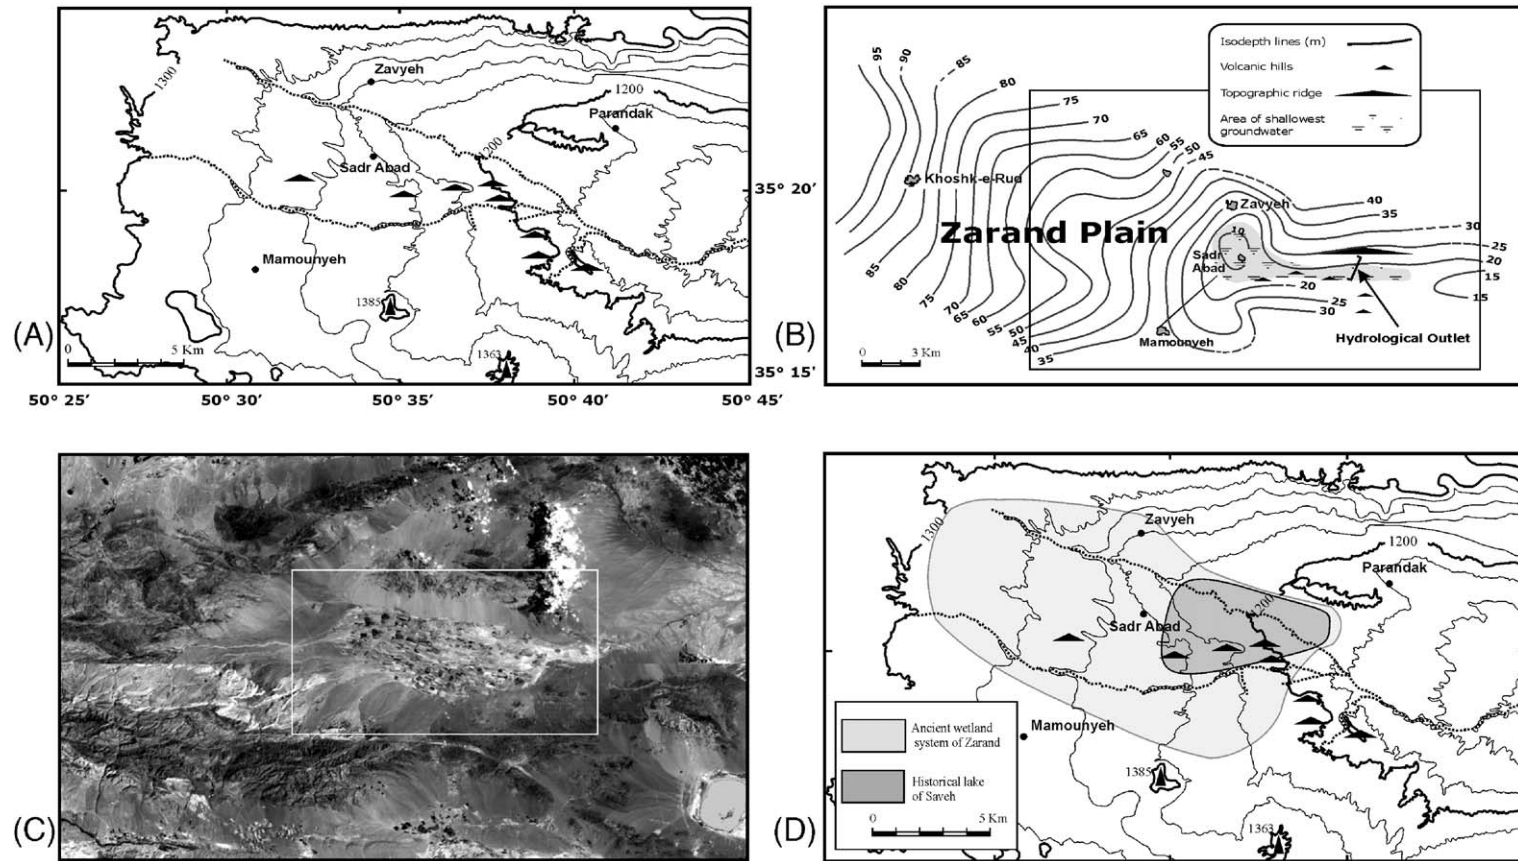 (A)
1300
Zavyeh
1200
Parandak
200
Sadr Abad
Mamounyeh
1385
1363
0 5 Km
35° 20'
35° 15'
50° 25' 50° 30' 50° 35' 50° 40' 50° 45'
(B)
Isodepth lines (m)
Volcanic hills
Topographic ridge
Area of shallowest
groundwater
95
90
85
80
75
70
65
60
55
50
45
40
35
30
25
20
15
15
Khoshk-e-Rud
Zarand Plain
Zavyeh
10
Sadr
Abad
20
25
30
Mamounyeh
Hydrological Outlet
85
80
75
70
65
60
55
50
45
40
35
0 3 Km
(C)
(D)
1300
Zavyeh
1200
Parandak
1200
Sadr Abad
Mamounyeh
1385
1363
Ancient wetland
system of Zarand
Historical lake
of Saveh
0 5 Km